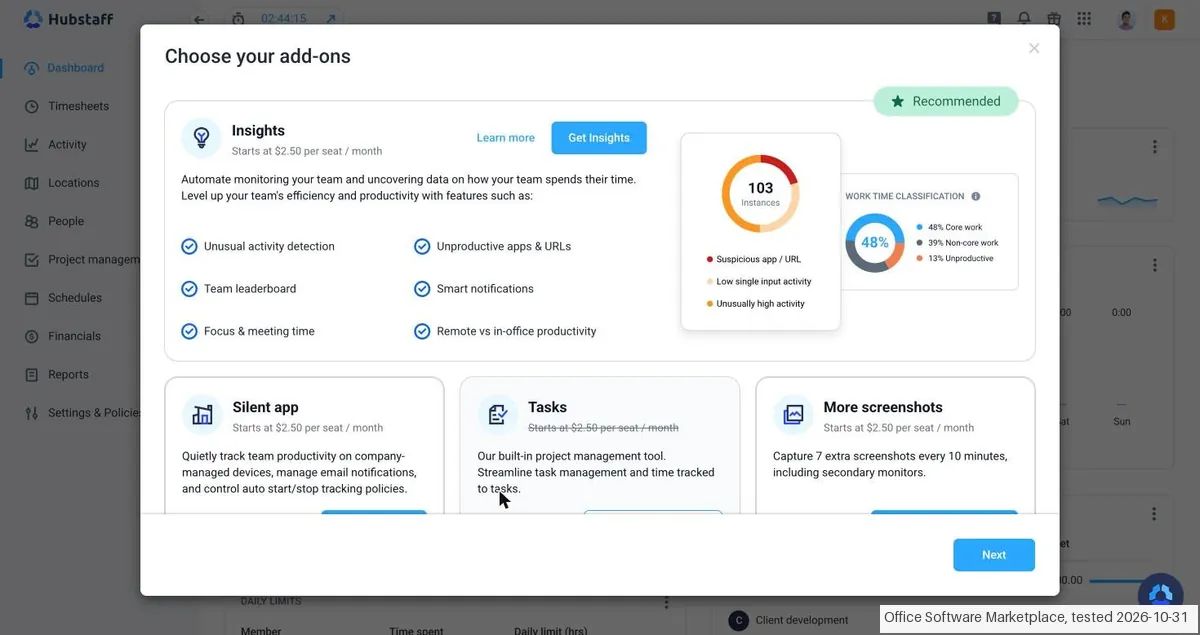 Hubstaff
02:44:15
K
Dashboard
Timesheets
Activity
Locations
People
Project managem
Schedules
Financials
Reports
Settings & Policies
Choose your add-ons
Recommended
Insights
Starts at $2.50 per seat / month
Learn more
Get Insights
Automate monitoring your team and uncovering data on how your team spends their time.
Level up your team's efficiency and productivity with features such as:
Unusual activity detection
Unproductive apps & URLs
Team leaderboard
Smart notifications
Focus & meeting time
Remote vs in-office productivity
103
Instances
Suspicious app / URL
Low single input activity
Unusually high activity
WORK TIME CLASSIFICATION
48%
48% Core work
39% Non-core work
13% Unproductive
Silent app
Starts at $2.50 per seat / month
Quietly track team productivity on company-
managed devices, manage email notifications,
and control auto start/stop tracking policies.
Tasks
Starts at $2.50 per seat / month
Our built-in project management tool.
Streamline task management and time tracked
to tasks.
More screenshots
Starts at $2.50 per seat / month
Capture 7 extra screenshots every 10 minutes,
including secondary monitors.
Next
:00
0:00
at
Sun
et
0.00
DAILY LIMITS
Member
Time spent
Daily limit (hrs)
C
Client development
Office Software Marketplace, tested 2026-10-31